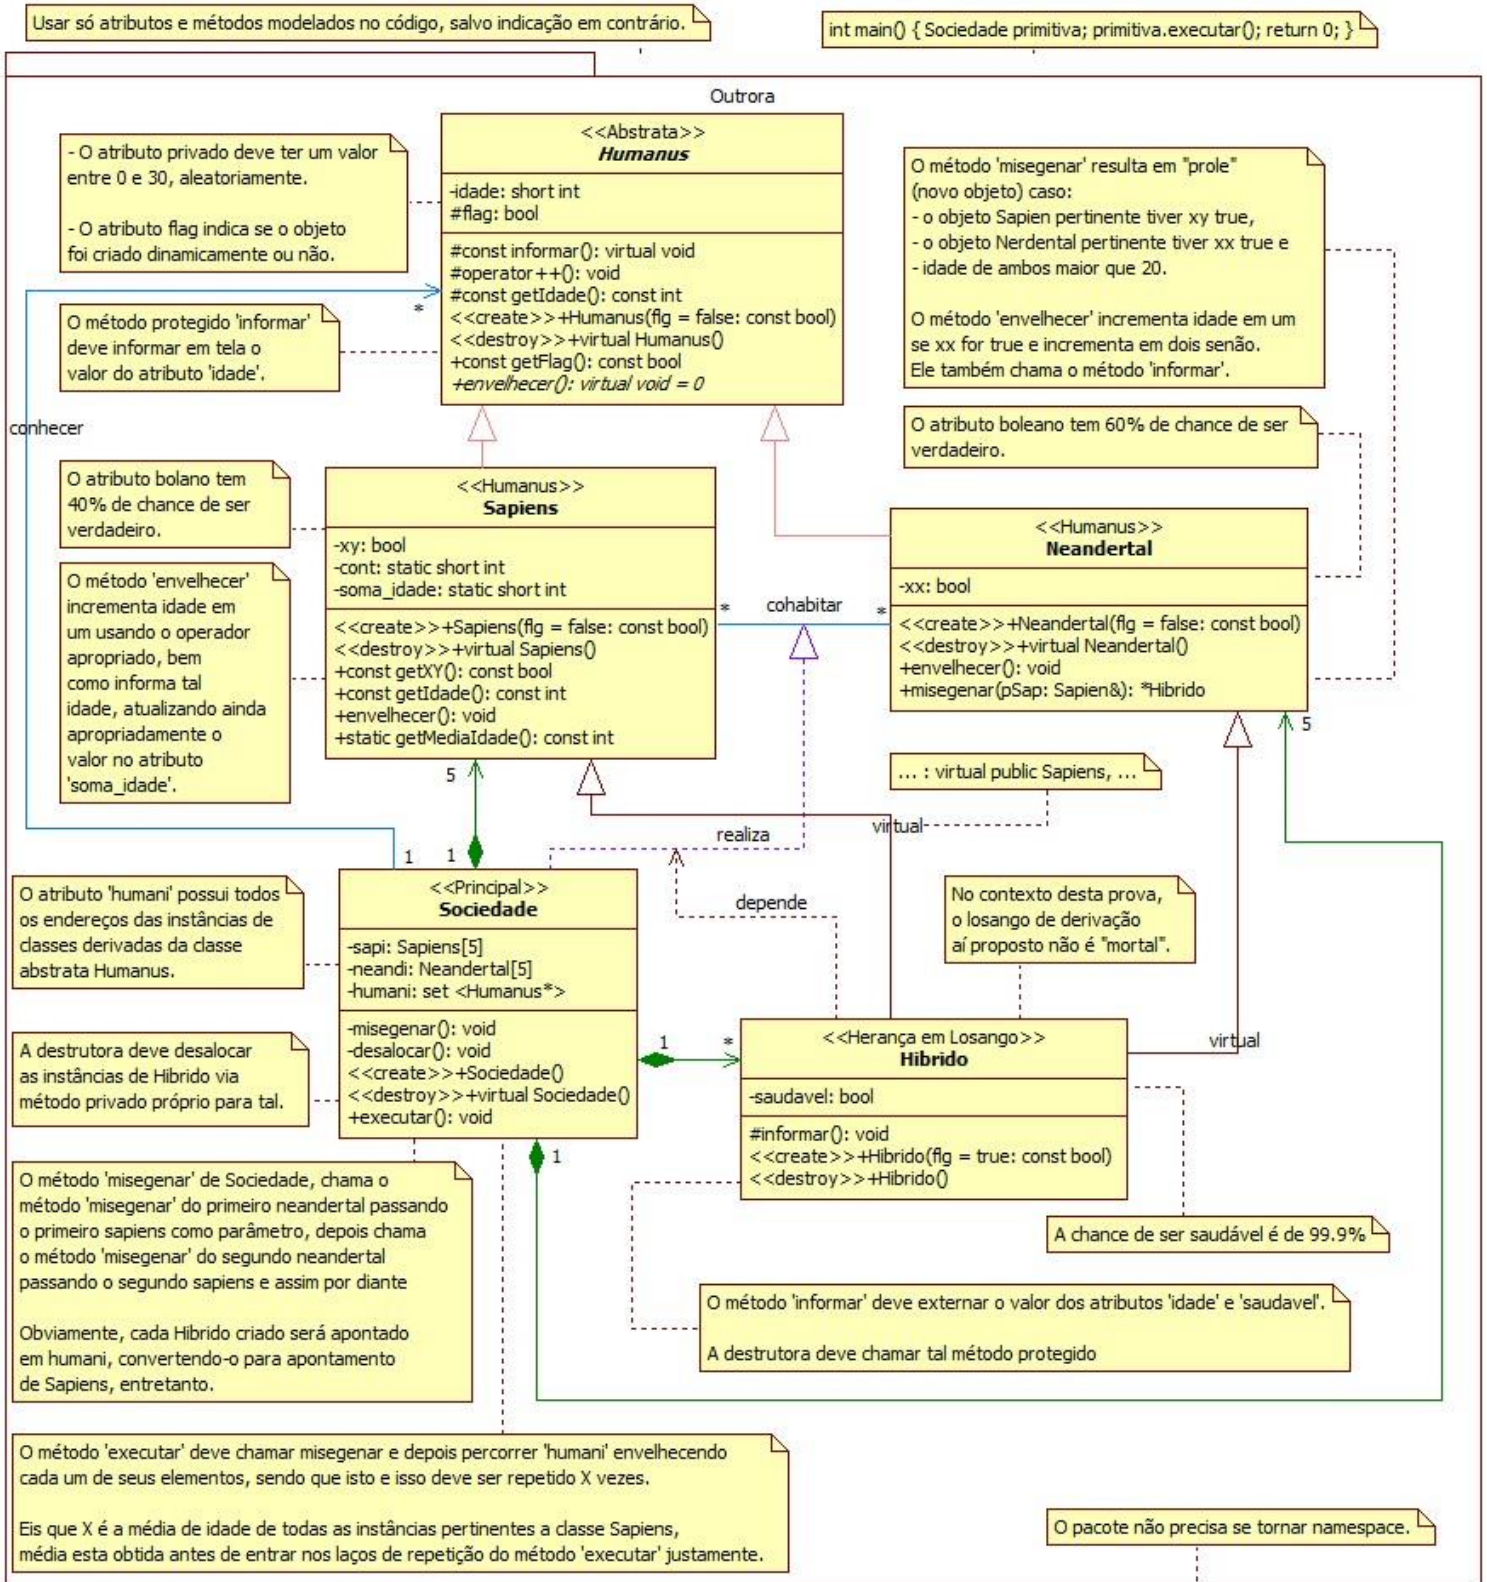 Usar só atributos e métodos modelados no código, salvo indicação em contrário.
int main() { Sociedade primitiva; primitiva.executar(); return 0; }
Outrora
- O atributo privado deve ter um valor
entre 0 e 30, aleatoriamente.
- O atributo flag indica se o objeto
foi criado dinamicamente ou não.
<<Abstrata>>
Humanus
-idade: short int
#flag: bool
#const informar(): virtual void
#operator++(): void
#const getIdade(): const int
<<create>>+Humanus(flg = false: const bool)
<<destroy>>+virtual Humanus()
+const getFlag(): const bool
+envelhecer(): virtual void = 0
O método 'misegenar' resulta em "prole"
(novo objeto) caso:
- o objeto Sapien pertinente tiver xy true,
- o objeto Nerdental pertinente tiver xx true e
- idade de ambos maior que 20.
O método 'envelhecer' incrementa idade em um
se xx for true e incrementa em dois senão.
Ele também chama o método 'informar'.
*
O método protegido 'informar'
deve informar em tela o
valor do atributo 'idade'.
conhecer
O atributo boleano tem 60% de chance de ser
verdadeiro.
O atributo bolano tem
40% de chance de ser
verdadeiro.
<<Humanus>>
Sapiens
-xy: bool
-cont: static short int
-soma_idade: static short int
<<create>>+Sapiens(flg = false: const bool)
<<destroy>>+virtual Sapiens()
+const getXY(): const bool
+const getIdade(): const int
+envelhecer(): void
+static getMediaIdade(): const int
<<Humanus>>
Neandertal
-xx: bool
<<create>>+Neandertal(flg = false: const bool)
<<destroy>>+virtual Neandertal()
+envelhecer(): void
+misegenar(pSap: Sapien&): *Hibrido
O método 'envelhecer'
incrementa idade em
um usando o operador
apropriado, bem
como informa tal
idade, atualizando ainda
apropriadamente o
valor no atributo
'soma_idade'.
* cohabitar *
5
5
... : virtual public Sapiens, ...
virtual
realiza
1
1
depende
O atributo 'humani' possui todos
os endereços das instâncias de
classes derivadas da classe
abstrata Humanus.
<<Principal>>
Sociedade
-sapi: Sapiens[5]
-neandi: Neandertal[5]
-humani: set <Humanus*>
-misegenar(): void
-desalocar(): void
<<create>>+Sociedade()
<<destroy>>+virtual Sociedade()
+executar(): void
No contexto desta prova,
o losango de derivação
aí proposto não é "mortal".
A destrutora deve desalocar
as instâncias de Hibrido via
método privado próprio para tal.
1
*
<<Herança em Losango>>
Hibrido
-saudavel: bool
#informar(): void
<<create>>+Hibrido(flg = true: const bool)
<<destroy>>+Hibrido()
virtual
1
O método 'misegenar' de Sociedade, chama o
método 'misegenar' do primeiro neandertal passando
o primeiro sapiens como parâmetro, depois chama
o método 'misegenar' do segundo neandertal
passando o segundo sapiens e assim por diante
Obviamente, cada Hibrido criado será apontado
em humani, convertendo-o para apontamento
de Sapiens, entretanto.
A chance de ser saudável é de 99.9%
O método 'informar' deve externar o valor dos atributos 'idade' e 'saudavel'.
A destrutora deve chamar tal método protegido
O método 'executar' deve chamar misegenar e depois percorrer 'humani' envelhecendo
cada um de seus elementos, sendo que isto e isso deve ser repetido X vezes.
Eis que X é a média de idade de todas as instâncias pertinentes a classe Sapiens,
média esta obtida antes de entrar nos laços de repetição do método 'executar' justamente.
O pacote não precisa se tornar namespace.